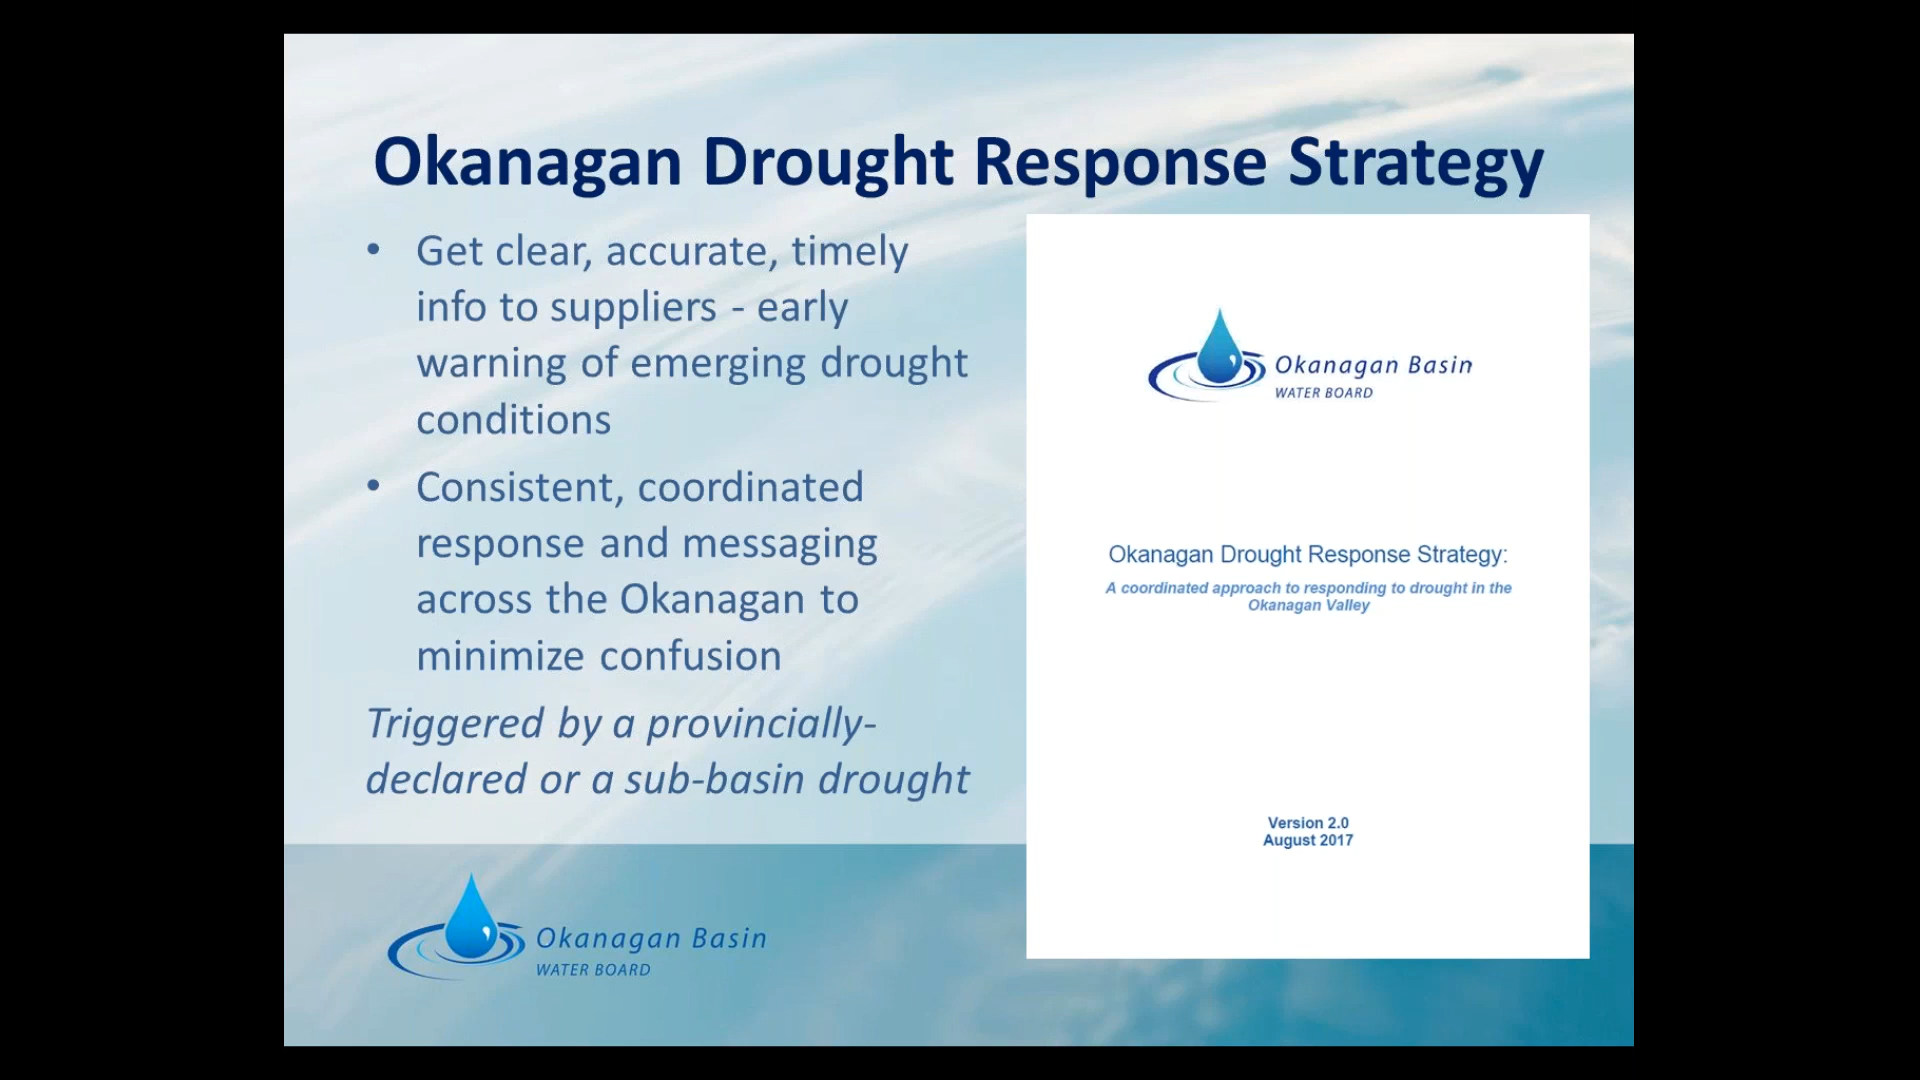 Okanagan Drought Response Strategy
• Get clear, accurate, timely
info to suppliers - early
warning of emerging drought
conditions
• Consistent, coordinated
response and messaging
across the Okanagan to
minimize confusion
Triggered by a provincially-
declared or a sub-basin drought
Okanagan Basin
WATER BOARD
Okanagan Drought Response Strategy:
A coordinated approach to responding to drought in the
Okanagan Valley
Version 2.0
August 2017
Okanagan Basin
WATER BOARD